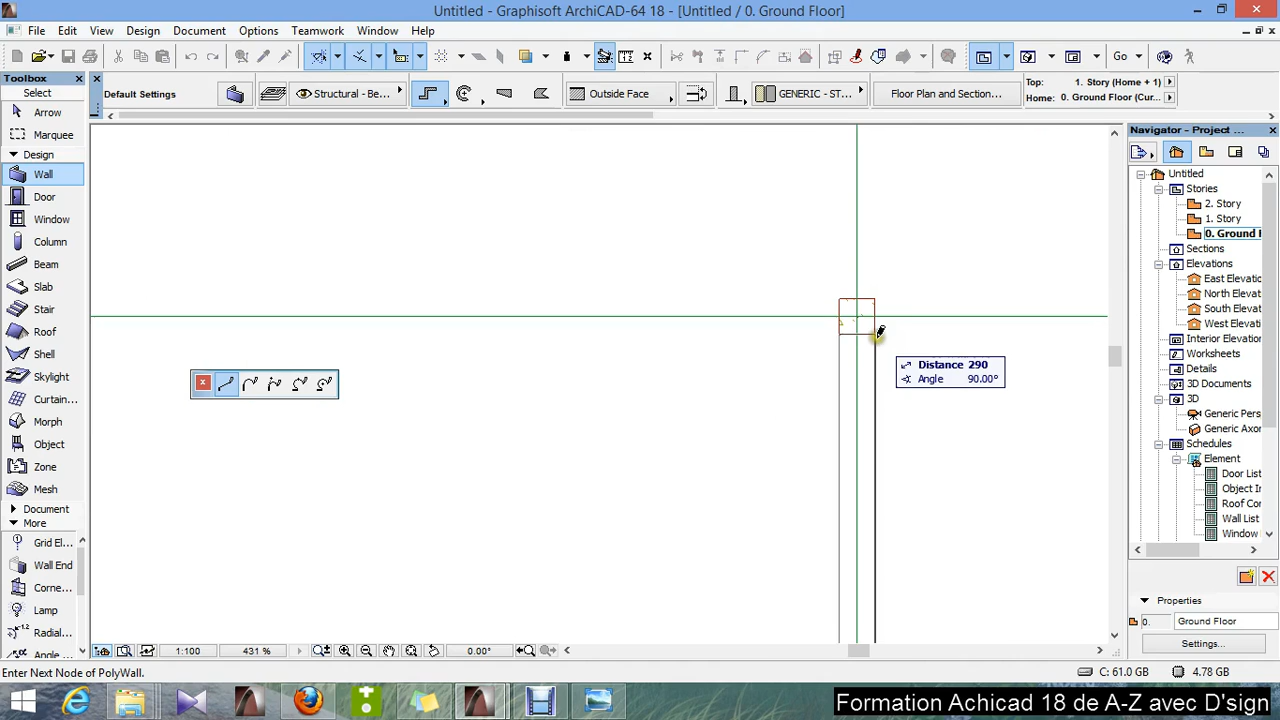 Untitled - Graphisoft ArchiCAD-64 18 - [Untitled / 0. Ground Floor]
File Edit View Design Document Options Teamwork Window Help
Go
Toolbox
Select
Arrow
Marquee
Design
Wall
Door
Window
Column
Beam
Slab
Stair
Roof
Shell
Skylight
Curtain...
Morph
Object
Zone
Mesh
Document
More
Grid El...
Wall End
Corne...
Lamp
Radial...
Angle
Default Settings
Structural - Be...
Outside Face
GENERIC - ST...
Floor Plan and Section...
Top: 1. Story (Home + 1)
Home: 0. Ground Floor (Cur...
Distance 290
Angle 90.00°
Navigator - Project ...
Untitled
Stories
2. Story
1. Story
0. Ground F
Sections
Elevations
East Elevatio
North Elevat
South Elevati
West Elevati
Interior Elevation
Worksheets
Details
3D Documents
3D
Generic Pers
Generic Axor
Schedules
Element
Door List
Object In
Roof Cor
Wall List
Window
Properties
0. Ground Floor
Settings...
1:100 431 % 0.00°
Enter Next Node of PolyWall.
C: 61.0 GB 4.78 GB
Formation Achicad 18 de A-Z avec D'sign